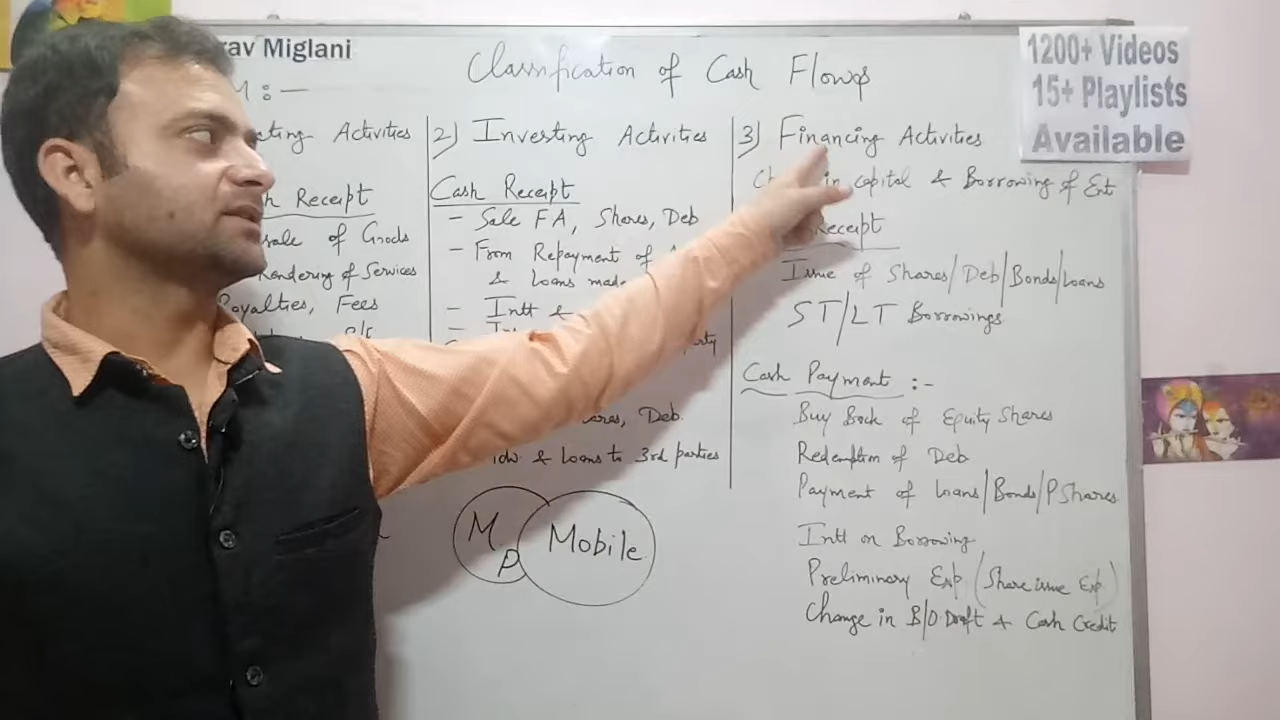 rav Miglani
Classification of Cash Flows
1200+ Videos
15+ Playlists
Available
M :-
ating Activities
h Receipt
sale of Goods
Rendering of Services
Royalties, Fees
2) Investing Activities
Cash Receipt
- Sale FA, Shares, Deb
- From Repayment of
& Loans made
- Intt &
party
ares, Deb.
& Loans to 3rd parties
M
P
Mobile
3) Financing Activities
in capital & Borrowing of Ent
Receipt
Issue of Shares/Deb/Bonds/Loans
ST/LT Borrowings
Cash Payment :-
Buy Back of Equity Shares
Redemption of Deb
Payment of Loans/Bonds/P Shares
Intt on Borrowing
Preliminary Exp (Share issue Exp)
Change in B/O.Draft & Cash Credit